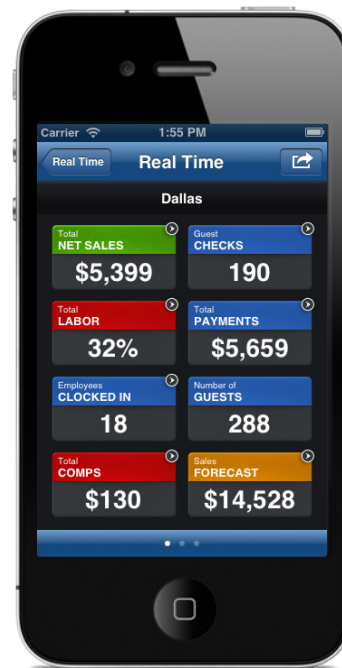 Carrier 1:55 PM
Real Time Real Time
Dallas
Total
NET SALES
$5,399
Guest
CHECKS
190
Total
LABOR
32%
Total
PAYMENTS
$5,659
Employees
CLOCKED IN
18
Number of
GUESTS
288
Total
COMPS
$130
Sales
FORECAST
$14,528